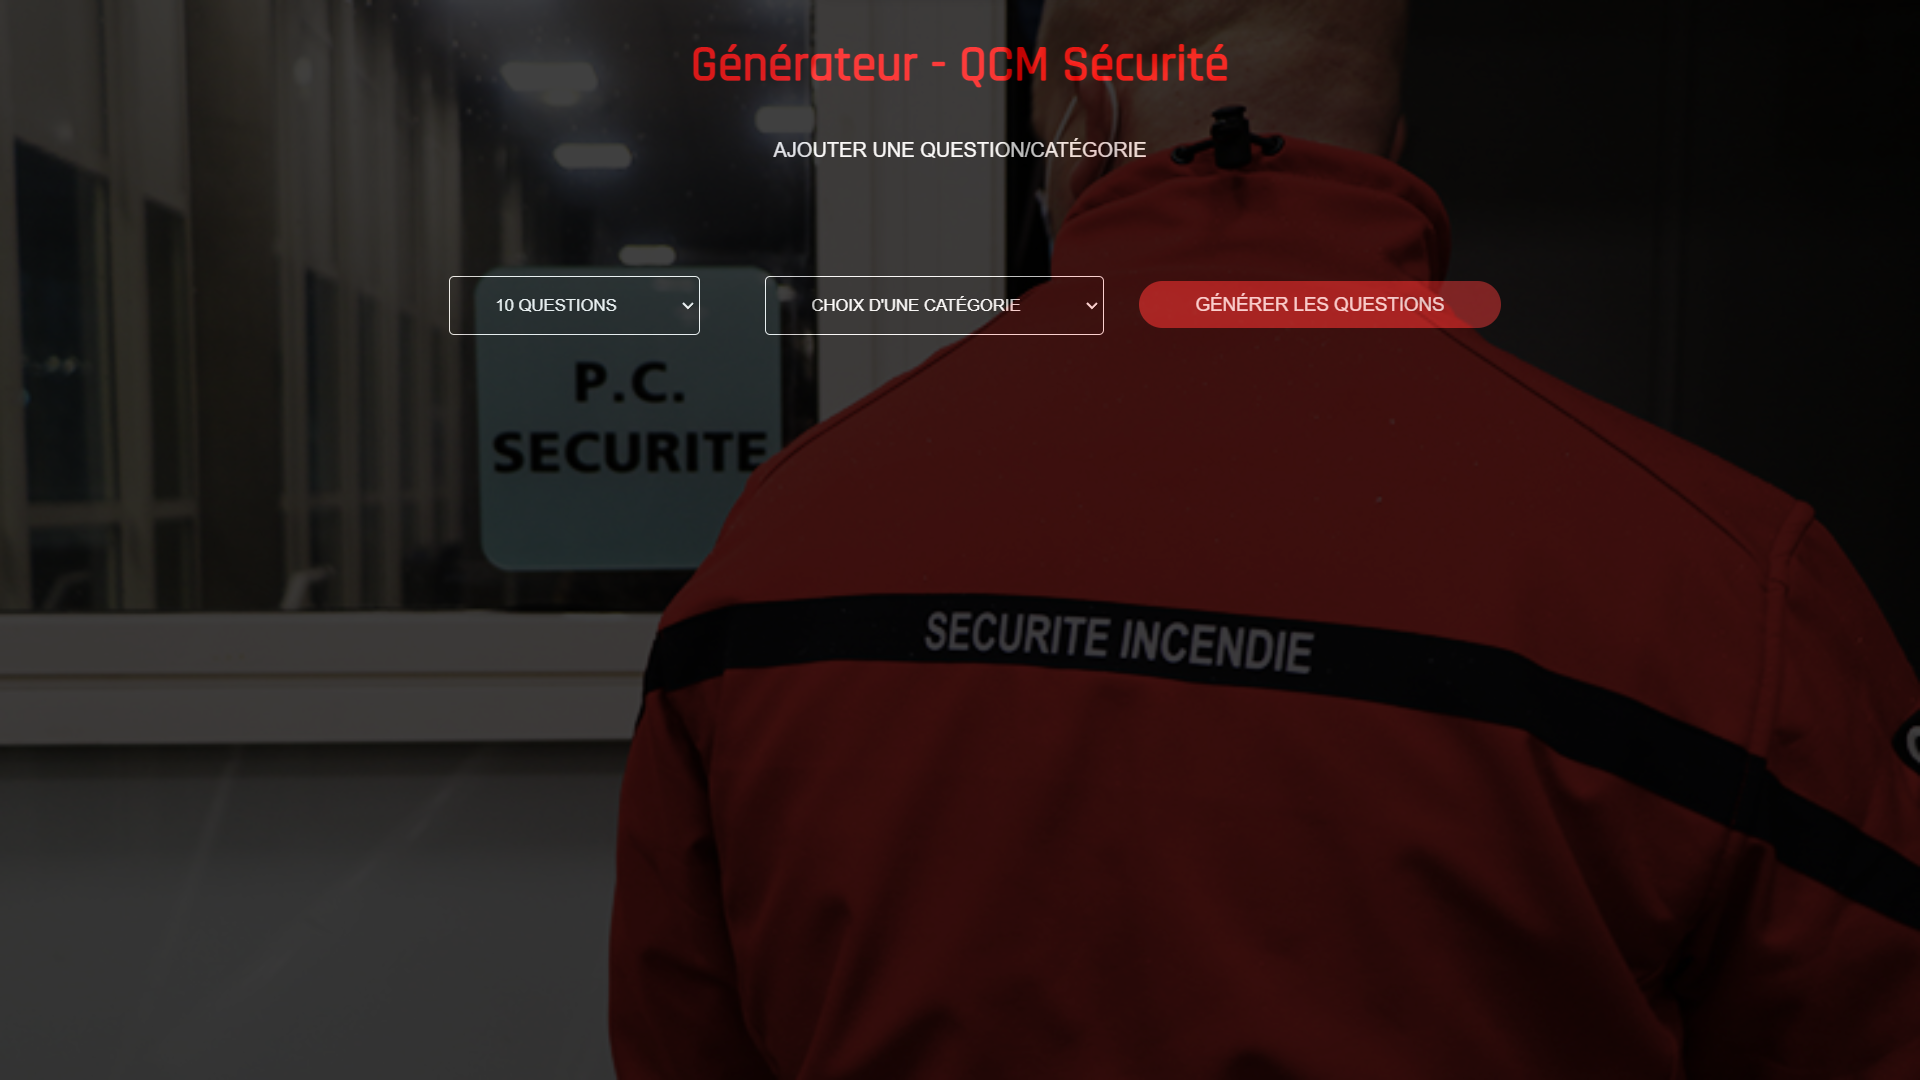 Générateur - QCM Sécurité
AJOUTER UNE QUESTION/CATÉGORIE
10 QUESTIONS
CHOIX D'UNE CATÉGORIE
GÉNÉRER LES QUESTIONS
P.C.
SECURITE
SECURITE INCENDIE